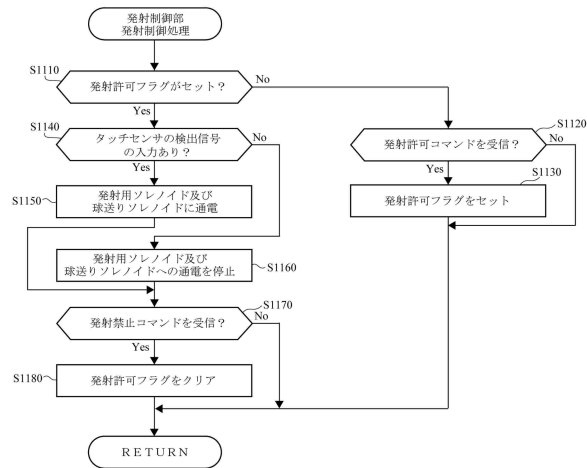 発射制御部
発射制御処理
S1110
発射許可フラグがセット？
No
Yes
S1140
タッチセンサの検出信号
の入力あり？
No
Yes
S1150
発射用ソレノイド及び
球送りソレノイドに通電
発射用ソレノイド及び
球送りソレノイドへの通電を停止
S1160
S1170
発射禁止コマンドを受信？
No
Yes
S1180
発射許可フラグをクリア
S1120
発射許可コマンドを受信？
No
Yes
S1130
発射許可フラグをセット
RETURN